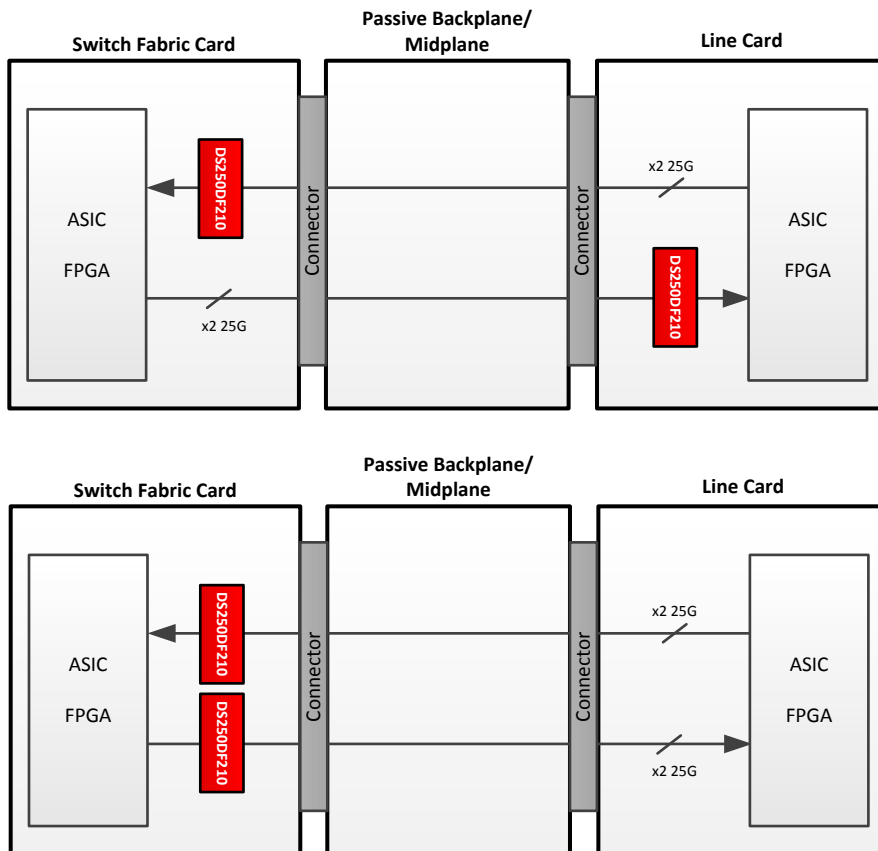 Passive Backplane/
Midplane
Switch Fabric Card
Line Card
ASIC
FPGA
DS250DF210
x2 25G
Connector
Connector
x2 25G
DS250DF210
ASIC
FPGA
Passive Backplane/
Midplane
Switch Fabric Card
Line Card
ASIC
FPGA
DS250DF210
DS250DF210
Connector
Connector
x2 25G
x2 25G
ASIC
FPGA